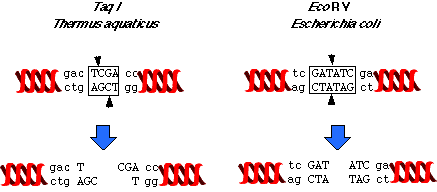 Taq I
Thermus aquaticus
gac TCGA cc
ctg AGCT gg
gac T CGA cc
ctg AGC T gg
EcoRV
Escherichia coli
tc GATATC ga
ag CTATAG ct
tc GAT ATC ga
ag CTA TAG ct